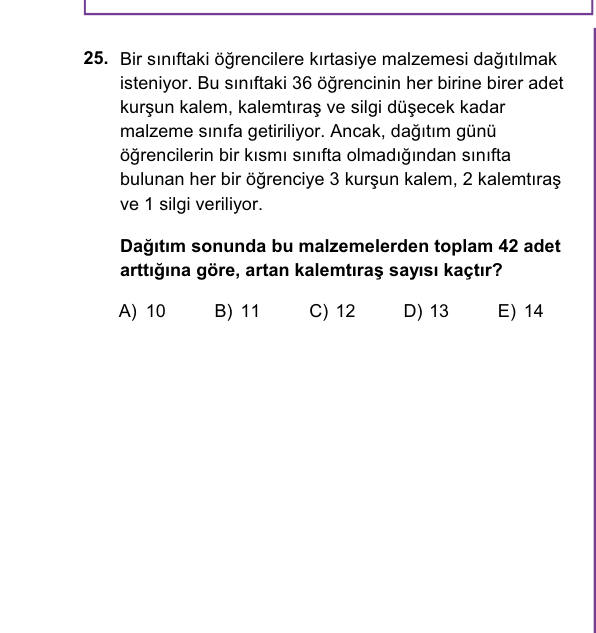 25. Bir sınıftaki öğrencilere kırtasiye malzemesi dağıtılmak
isteniyor. Bu sınıftaki 36 öğrencinin her birine birer adet
kurşun kalem, kalemtıraş ve silgi düşecek kadar
malzeme sınıfa getiriliyor. Ancak, dağıtım günü
öğrencilerin bir kısmı sınıfta olmadığından sınıfta
bulunan her bir öğrenciye 3 kurşun kalem, 2 kalemtıraş
ve 1 silgi veriliyor.
Dağıtım sonunda bu malzemelerden toplam 42 adet
arttığına göre, artan kalemtıraş sayısı kaçtır?
A) 10 B) 11 C) 12 D) 13 E) 14